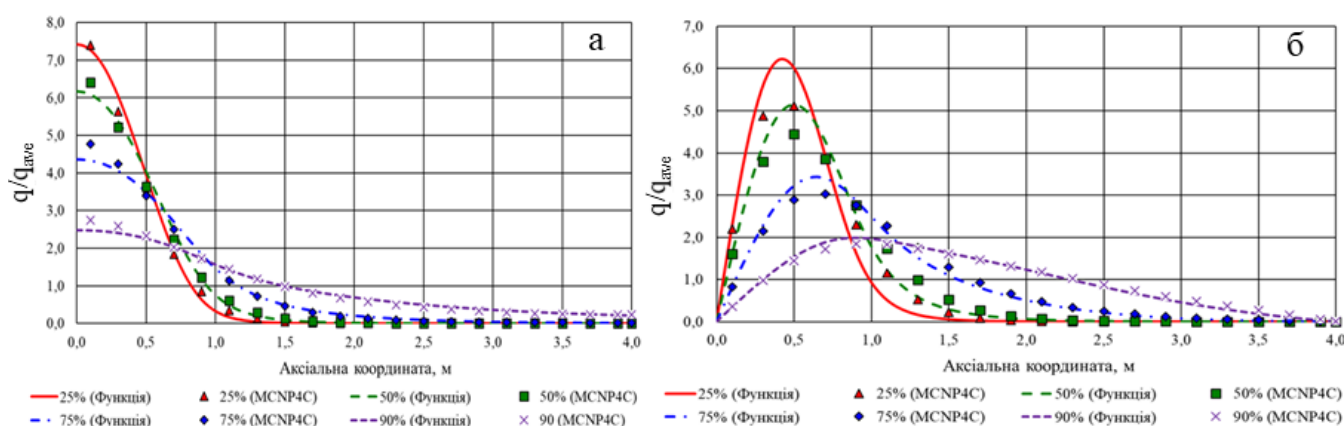 8,0
7,0
6,0
5,0
4,0
3,0
2,0
1,0
0,0
q/q_ave
а
0,0 0,5 1,0 1,5 2,0 2,5 3,0 3,5 4,0
Аксіальна координата, м
25% (Функція) 25% (MCNP4C) 50% (Функція) 50% (MCNP4C)
75% (Функція) 75% (MCNP4C) 90% (Функція) 90 (MCNP4C)
7,0
6,0
5,0
4,0
3,0
2,0
1,0
0,0
q/q_ave
б
0,0 0,5 1,0 1,5 2,0 2,5 3,0 3,5 4,0
Аксіальна координата, м
25% (Функція) 25% (MCNP4C) 50% (Функція) 50% (MCNP4C)
75% (Функція) 75% (MCNP4C) 90% (Функція) 90% (MCNP4C)